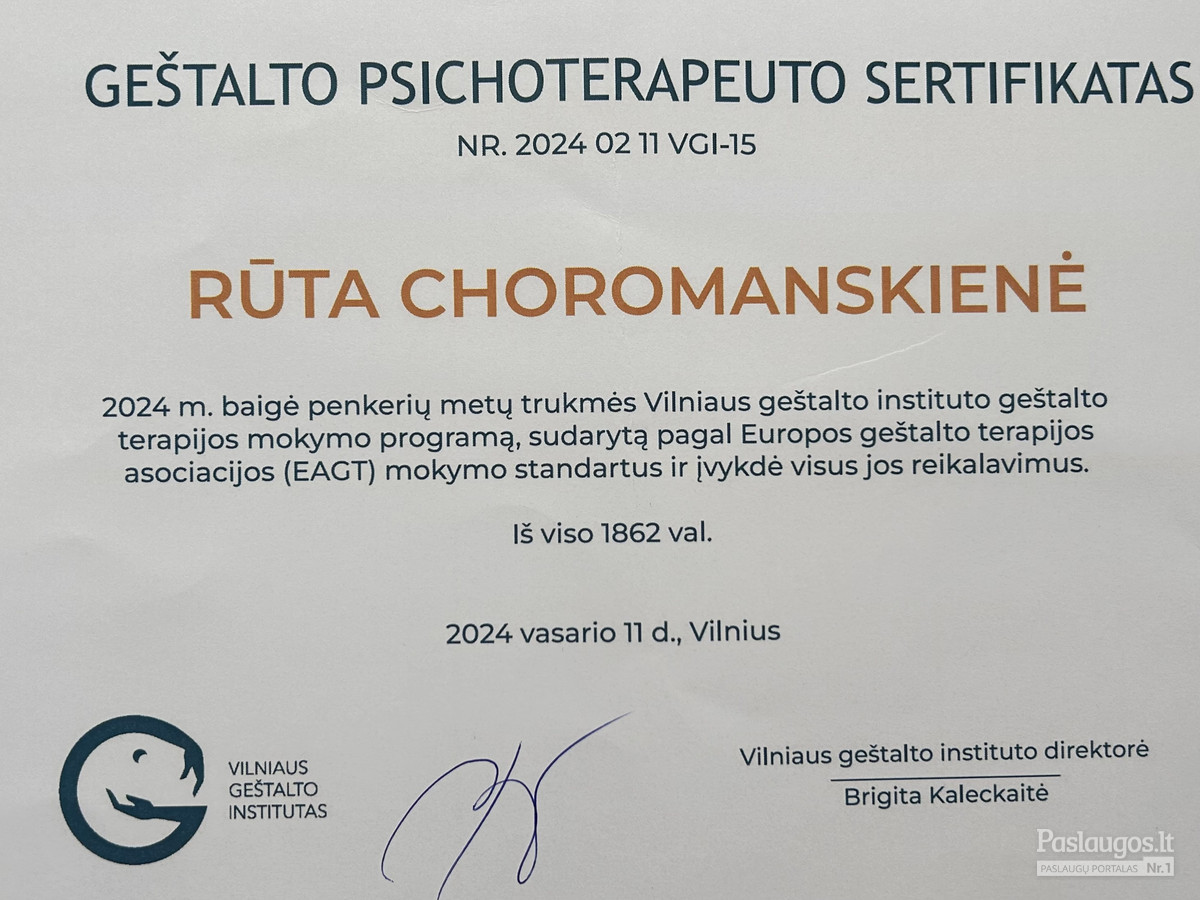 GEŠTALTO PSICHOTERAPEUTO SERTIFIKATAS
NR. 2024 02 11 VGI-15
RŪTA CHOROMANSKIENĖ
2024 m. baigė penkerių metų trukmės Vilniaus geštalto instituto geštalto
terapijos mokymo programą, sudarytą pagal Europos geštalto terapijos
asociacijos (EAGT) mokymo standartus ir įvykdė visus jos reikalavimus.
Iš viso 1862 val.
2024 vasario 11 d., Vilnius
VILNIAUS
GEŠTALTO
INSTITUTAS
Vilniaus geštalto instituto direktorė
Brigita Kaleckaitė
Paslaugos.lt
PASLAUGŲ PORTALAS Nr.1